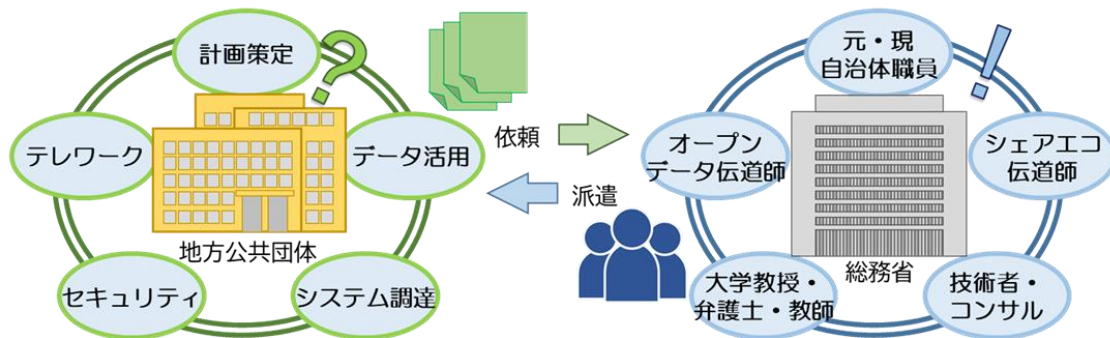 計画策定
テレワーク
データ活用
地方公共団体
セキュリティ
システム調達
依頼
派遣
元・現
自治体職員
オープン
データ伝道師
シェアエコ
伝道師
総務省
大学教授・
弁護士・教師
技術者・
コンサル